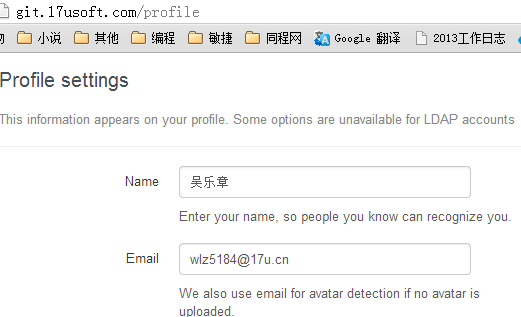 git.17usoft.com/profile
小说 其他 编程 敏捷 同程网 Google 翻译 2013工作日志
Profile settings
This information appears on your profile. Some options are unavailable for LDAP accounts
Name 吴乐章
Enter your name, so people you know can recognize you.
Email wlz5184@17u.cn
We also use email for avatar detection if no avatar is
uploaded.